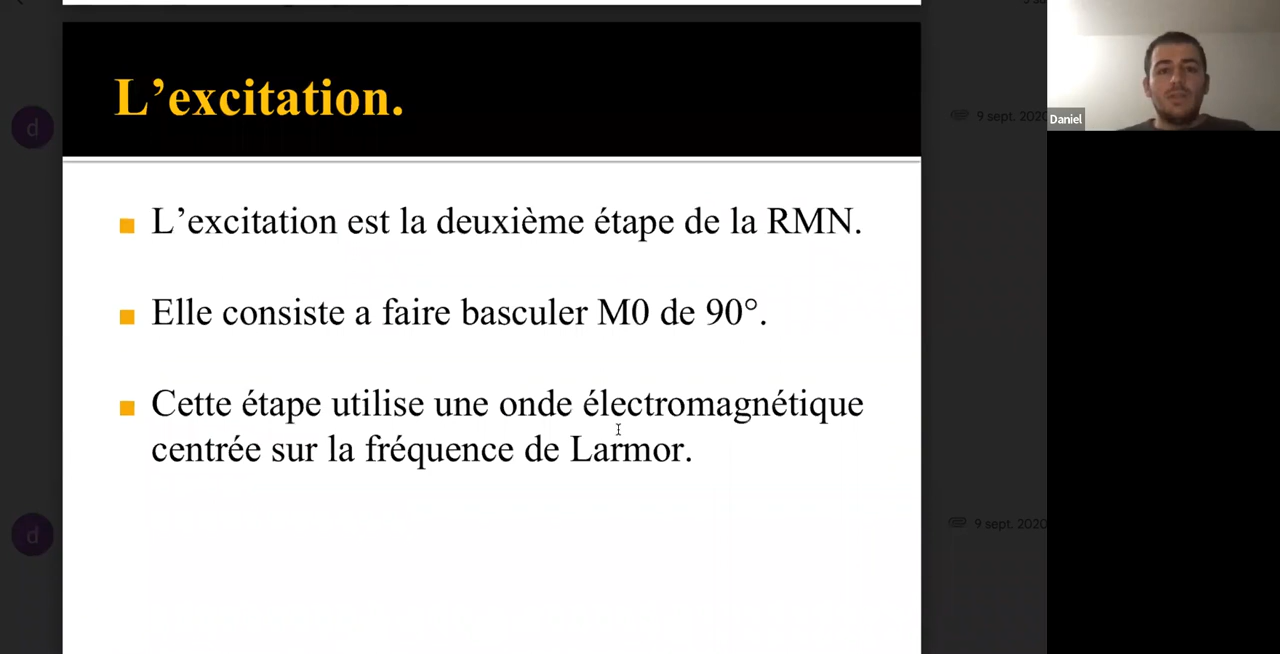 L’excitation.
L’excitation est la deuxième étape de la RMN.
Elle consiste a faire basculer M0 de 90°.
Cette étape utilise une onde électromagnétique
centrée sur la fréquence de Larmor.
d
9 sept. 2020
d
9 sept. 2020
Daniel